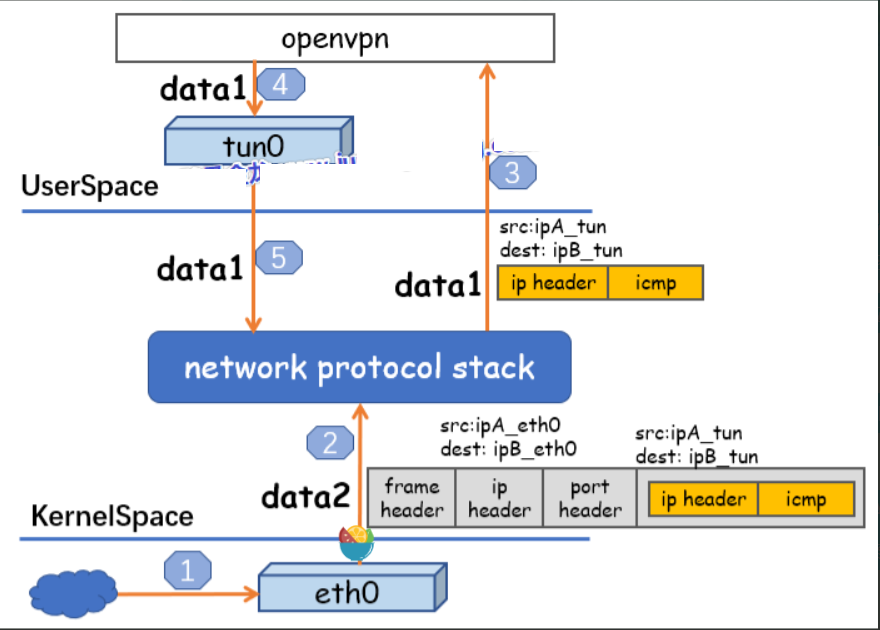 openvpn
data1
4
tun0
3
UserSpace
src:ipA_tun
dest: ipB_tun
data1
5
data1
ip header
icmp
network protocol stack
2
src:ipA_eth0
dest: ipB_eth0
src:ipA_tun
dest: ipB_tun
data2
frame
header
ip
header
port
header
ip header
icmp
KernelSpace
1
eth0